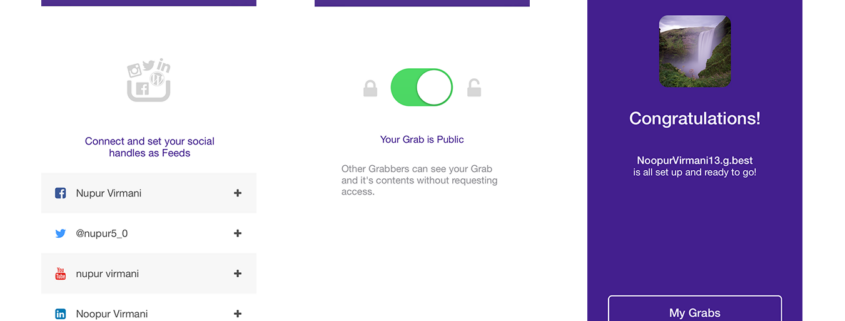 Connect and set your social
handles as Feeds
Nupur Virmani
@nupur5_0
nupur virmani
Noopur Virmani
Your Grab is Public
Other Grabbers can see your Grab
and it's contents without requesting
access.
Congratulations!
NoopurVirmani13.g.best
is all set up and ready to go!
My Grabs